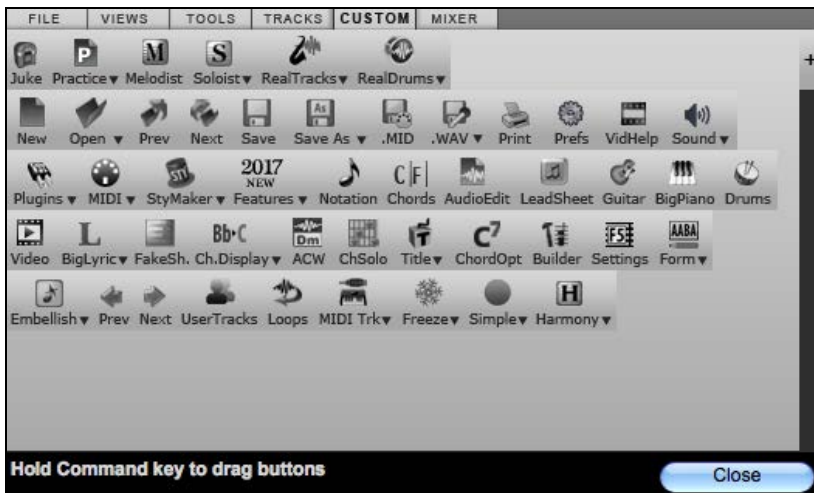 FILE VIEWS TOOLS TRACKS CUSTOM MIXER
P M S
+
Juke Practice▼ Melodist Soloist▼ RealTracks▼ RealDrums▼
As
New Open ▼ Prev Next Save Save As ▼ .MID .WAV ▼ Print Prefs VidHelp Sound ▼
STY 2017 NEW C F
Plugins ▼ MIDI ▼ StyMaker ▼ Features ▼ Notation Chords AudioEdit LeadSheet Guitar BigPiano Drums
L Bb·C Dm T C7 F5 AABA
Video BigLyric▼ FakeSh. Ch.Display▼ ACW ChSolo Title▼ ChordOpt Builder Settings Form▼
H
Embellish▼ Prev Next UserTracks Loops MIDI Trk▼ Freeze▼ Simple▼ Harmony▼
Hold Command key to drag buttons
Close